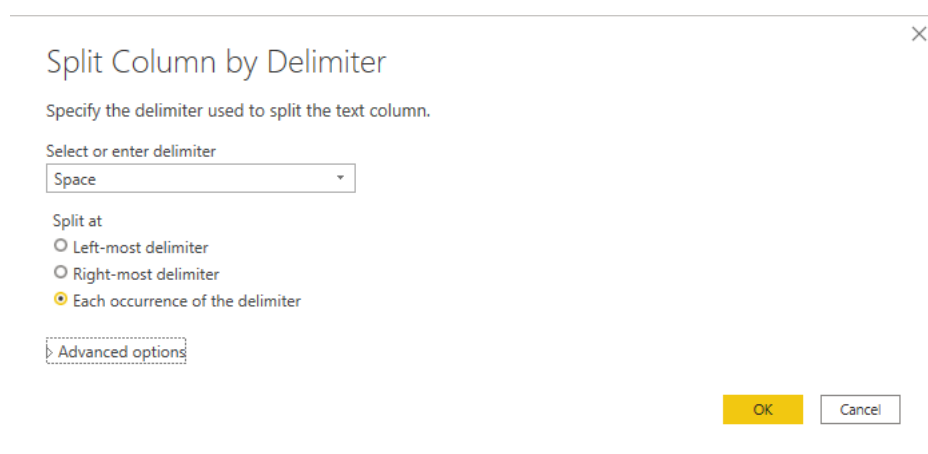 Split Column by Delimiter
Specify the delimiter used to split the text column.
Select or enter delimiter
Space
Split at
Left-most delimiter
Right-most delimiter
Each occurrence of the delimiter
Advanced options
OK Cancel